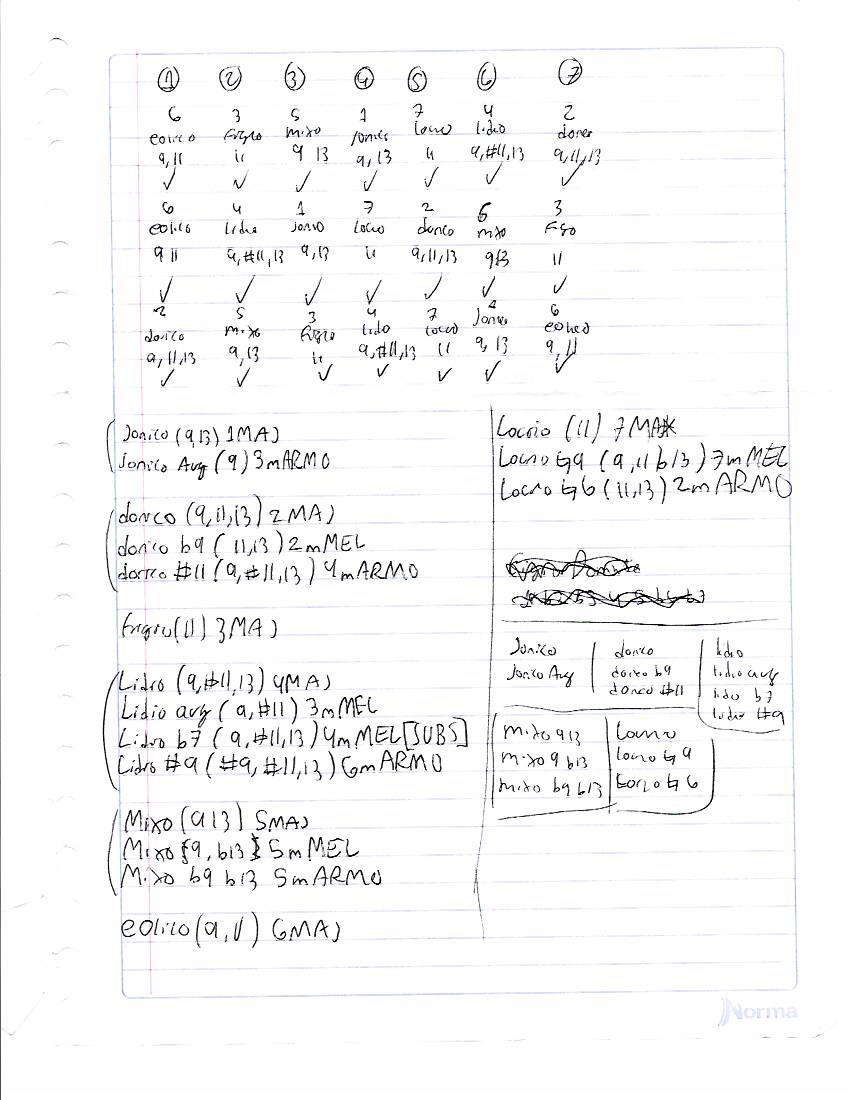 1 2 3 4 5 6 7
6 3 5 1 7 4 2
eolico Frigio mixo Jonico Locrio lidio dorico
9,11 11 9 13 9,13 11 9,#11,13 9,11,13
✓ ✓ ✓ ✓ ✓ ✓ ✓
6 4 1 7 2 5 3
eolico Lidio Jonico Locrio dorico mixo Frigio
9 11 9,#11,13 9,13 11 9,11,13 9 13 11
✓ ✓ ✓ ✓ ✓ ✓ ✓
2 5 3 4 7 1 6
dorico mixo frigio lidio Locrio Jonico eolico
9,11,13 9,13 11 9,#11,13 11 9,13 9,11
✓ ✓ ✓ ✓ ✓ ✓ ✓
Jonico (9,13) 1MAJ
Jonico Aug (9) 3mARMO
dorico (9,11,13) 2MAJ
dorico b9 (11,13) 2mMEL
dorico #11 (9,#11,13) 4mARMO
frigio (11) 3MAJ
Lidio (9,#11,13) 4MAJ
Lidio aug (9,#11) 3mMEL
Lidio b7 (9,#11,13) 4mMEL [SUBS]
Lidio #9 (#9,#11,13) 6mARMO
Mixo (9 13) 5MAJ
Mixo (9,b13) 5mMEL
Mixo b9 b13 5mARMO
eolico (9,11) 6MAJ
Locrio (11) 7MAJ
Locrio ♮9 (9,11 b13) 7mMEL
Locrio ♮6 (11,13) 2mARMO
Jonico dorico lidio
Jonico Aug dorico b9 lidio aug
dorico #11 lidio b7
lidio #9
mixo 9 13 Locrio
mixo 9 b13 locrio ♮9
mixo b9 b13 Locrio ♮6
Norma